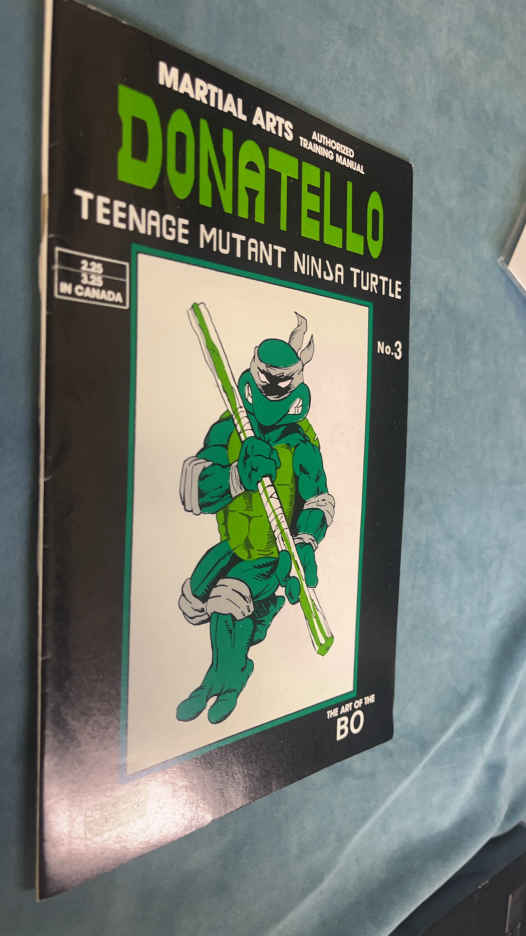 MARTIAL ARTS
AUTHORIZED
TRAINING MANUAL
DONATELLO
TEENAGE MUTANT NINJA TURTLE
2.25
3.25
IN CANADA
No.3
THE ART OF THE
BO